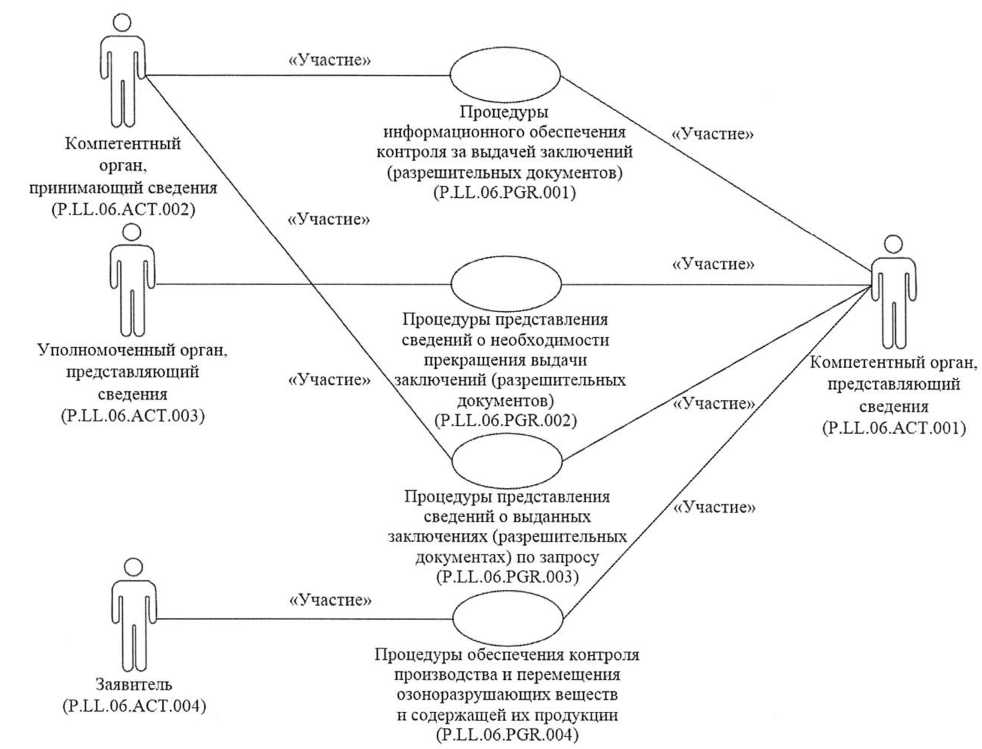 «Участие»
Процедуры
информационного обеспечения
контроля за выдачей заключений
(разрешительных документов)
(P.LL.06.PGR.001)
«Участие»
Компетентный
орган,
принимающий сведения
(P.LL.06.ACT.002)
«Участие»
«Участие»
Процедуры представления
сведений о необходимости
прекращения выдачи
заключений (разрешительных
документов)
(P.LL.06.PGR.002)
Уполномоченный орган,
представляющий
сведения
(P.LL.06.ACT.003)
«Участие»
Компетентный орган,
представляющий
сведения
(P.LL.06.ACT.001)
«Участие»
Процедуры представления
сведений о выданных
заключениях (разрешительных
документах) по запросу
(P.LL.06.PGR.003)
«Участие»
«Участие»
Заявитель
(P.LL.06.ACT.004)
Процедуры обеспечения контроля
производства и перемещения
озоноразрушающих веществ
и содержащей их продукции
(P.LL.06.PGR.004)